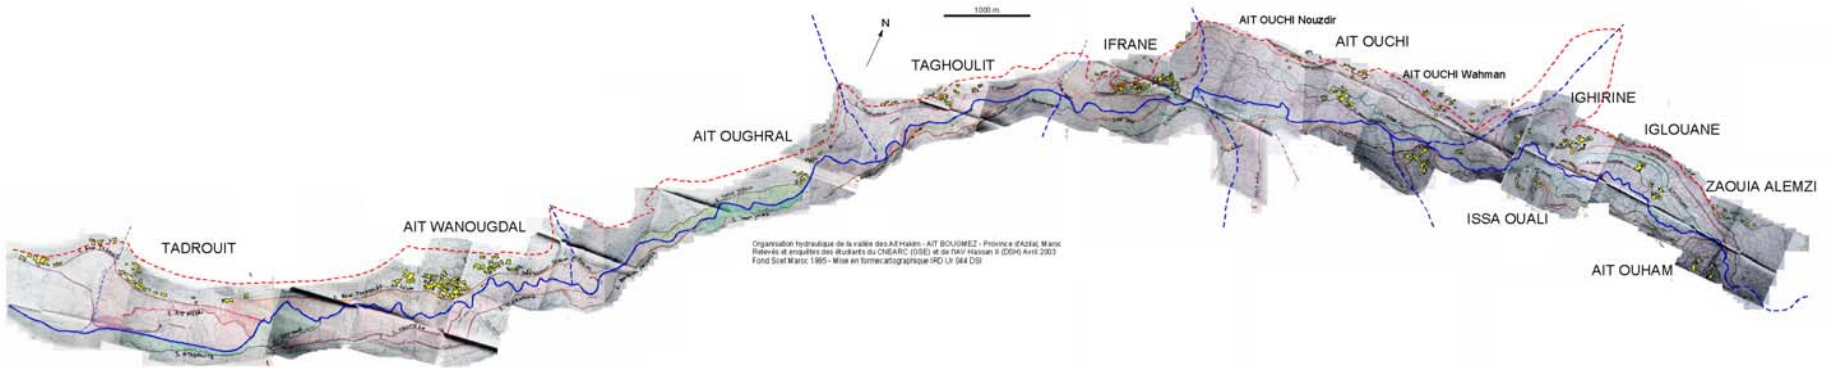 1000 m.
N
AIT OUCHI Nouzdir
AIT OUCHI
IFRANE
TAGHOULIT
AIT OUCHI Wahman
IGHIRINE
IGLOUANE
AIT OUGHRAL
ZAOUIA ALEMZI
ISSA OUALI
AIT WANOUGDAL
TADROUIT
AIT OUHAM
Organisation hydraulique de la vallée des Aït Hakim - AIT BOUGMEZ - Province d'Azilal, Maroc
Relevés et enquêtes des étudiants du CNEARC (GSE) et de l'IAV Hassan II (DSH) Avril 2003
Fond Scet Maroc 1995 - Mise en forme cartographique IRD Ur 044 DSI